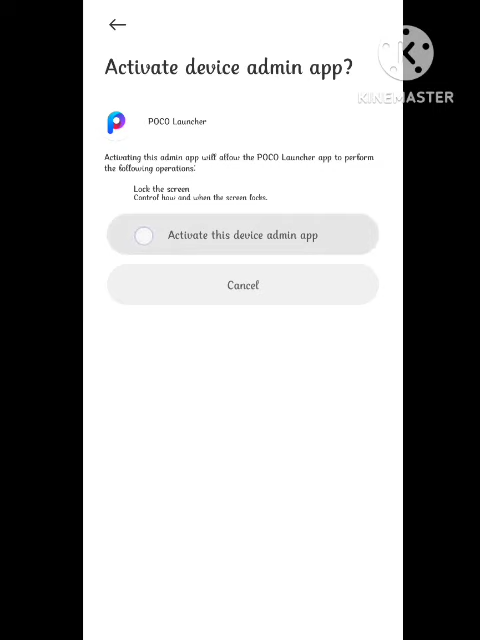 Activate device admin app?
KINEMASTER
POCO Launcher
Activating this admin app will allow the POCO Launcher app to perform
the following operations:
Lock the screen
Control how and when the screen locks.
Activate this device admin app
Cancel